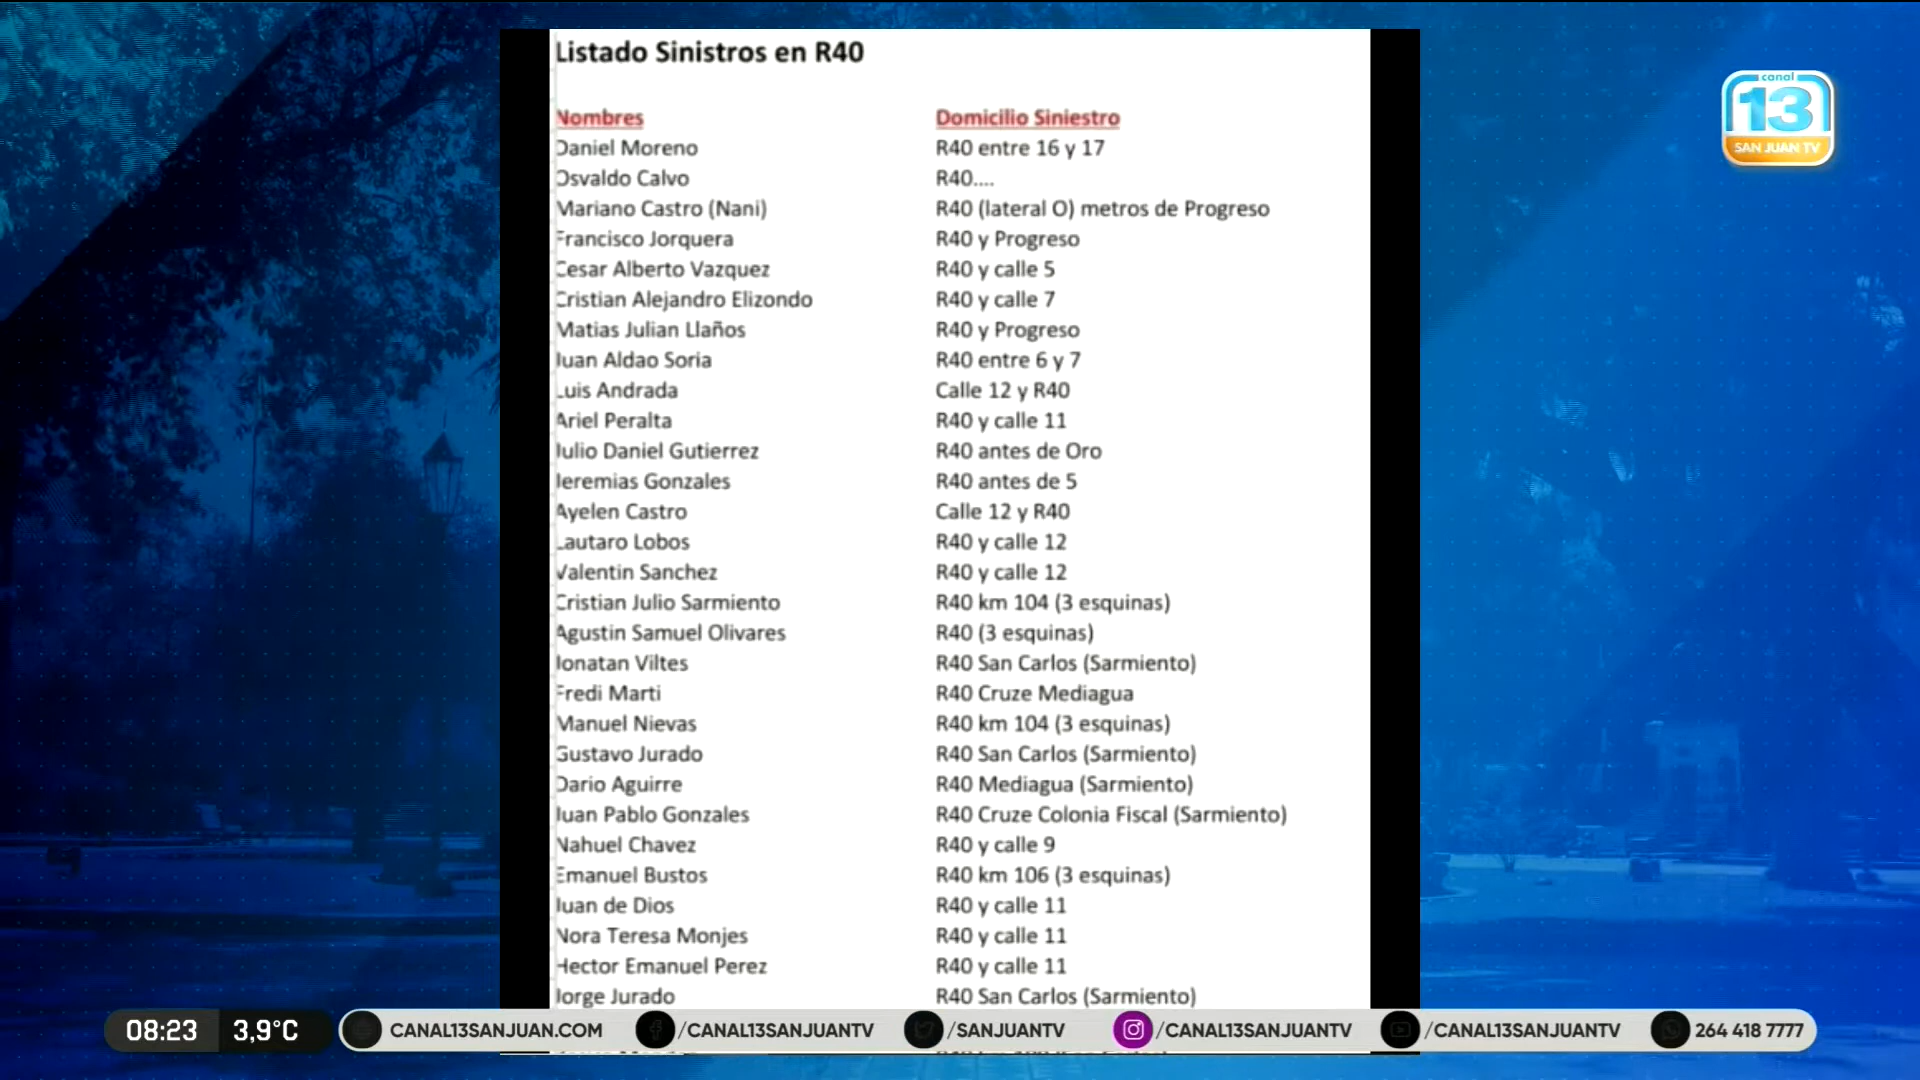 Listado Sinistros en R40
Nombres Domicilio Siniestro
Daniel Moreno R40 entre 16 y 17
Osvaldo Calvo R40....
Mariano Castro (Nani) R40 (lateral O) metros de Progreso
Francisco Jorquera R40 y Progreso
Cesar Alberto Vazquez R40 y calle 5
Cristian Alejandro Elizondo R40 y calle 7
Matias Julian Llaños R40 y Progreso
Juan Aldao Soria R40 entre 6 y 7
Luis Andrada Calle 12 y R40
Ariel Peralta R40 y calle 11
Julio Daniel Gutierrez R40 antes de Oro
Jeremias Gonzales R40 antes de 5
Ayelen Castro Calle 12 y R40
Lautaro Lobos R40 y calle 12
Valentin Sanchez R40 y calle 12
Cristian Julio Sarmiento R40 km 104 (3 esquinas)
Agustin Samuel Olivares R40 (3 esquinas)
Jonatan Viltes R40 San Carlos (Sarmiento)
Fredi Marti R40 Cruze Mediagua
Manuel Nievas R40 km 104 (3 esquinas)
Gustavo Jurado R40 San Carlos (Sarmiento)
Dario Aguirre R40 Mediagua (Sarmiento)
Juan Pablo Gonzales R40 Cruze Colonia Fiscal (Sarmiento)
Nahuel Chavez R40 y calle 9
Emanuel Bustos R40 km 106 (3 esquinas)
Juan de Dios R40 y calle 11
Nora Teresa Monjes R40 y calle 11
Hector Emanuel Perez R40 y calle 11
Jorge Jurado R40 San Carlos (Sarmiento)
canal
13
SAN JUAN TV
08:23 3,9°C CANAL13SANJUAN.COM /CANAL13SANJUANTV /SANJUANTV /CANAL13SANJUANTV /CANAL13SANJUANTV 264 418 7777